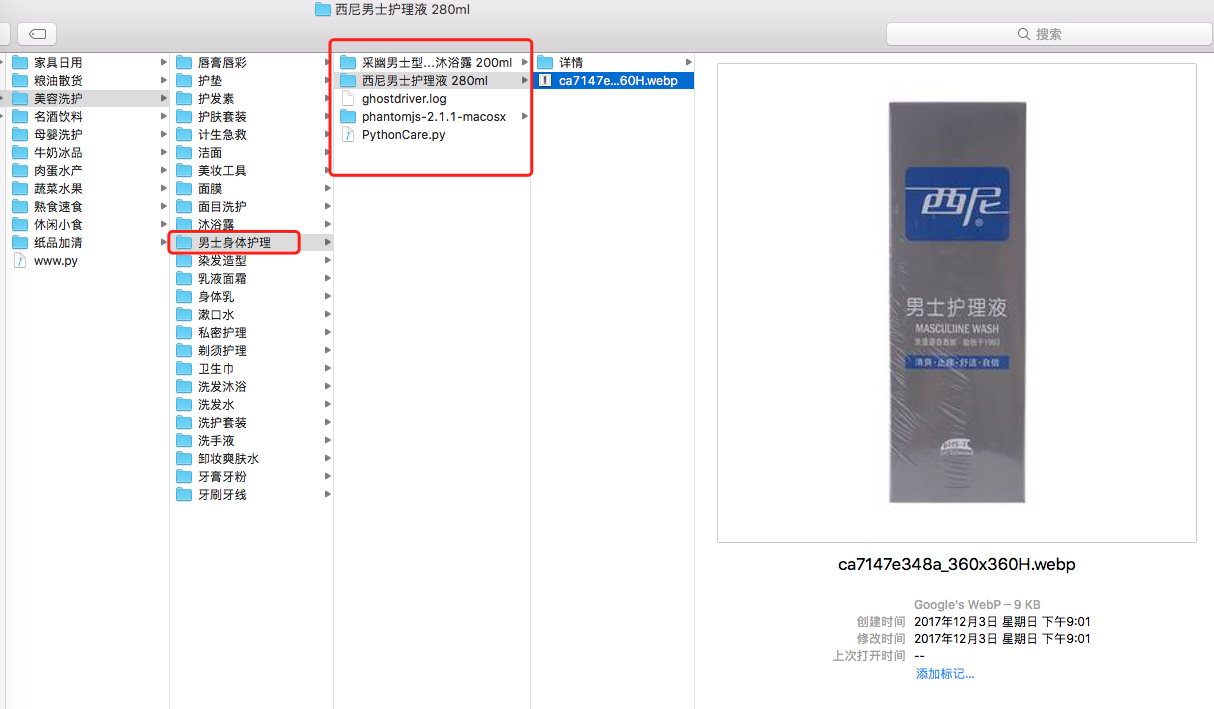 西尼男士护理液 280ml
搜索
家具日用
粮油散货
美容洗护
名酒饮料
母婴洗护
牛奶冰品
肉蛋水产
蔬菜水果
熟食速食
休闲小食
纸品加清
www.py
唇膏唇彩
护垫
护发素
护肤套装
计生急救
洁面
美妆工具
面膜
面目洗护
沐浴露
男士身体护理
染发造型
乳液面霜
身体乳
漱口水
私密护理
剃须护理
卫生巾
洗发沐浴
洗发水
洗护套装
洗手液
卸妆爽肤水
牙膏牙粉
牙刷牙线
采幽男士型...沐浴露 200ml
西尼男士护理液 280ml
ghostdriver.log
phantomjs-2.1.1-macosx
PythonCare.py
详情
ca7147e...60H.webp
西尼
®
男士护理液
MASCULIINE WASH
清爽·止痒·舒适·自信
ca7147e348a_360x360H.webp
Google's WebP - 9 KB
创建时间 2017年12月3日 星期日 下午9:01
修改时间 2017年12月3日 星期日 下午9:01
上次打开时间 --
添加标记...